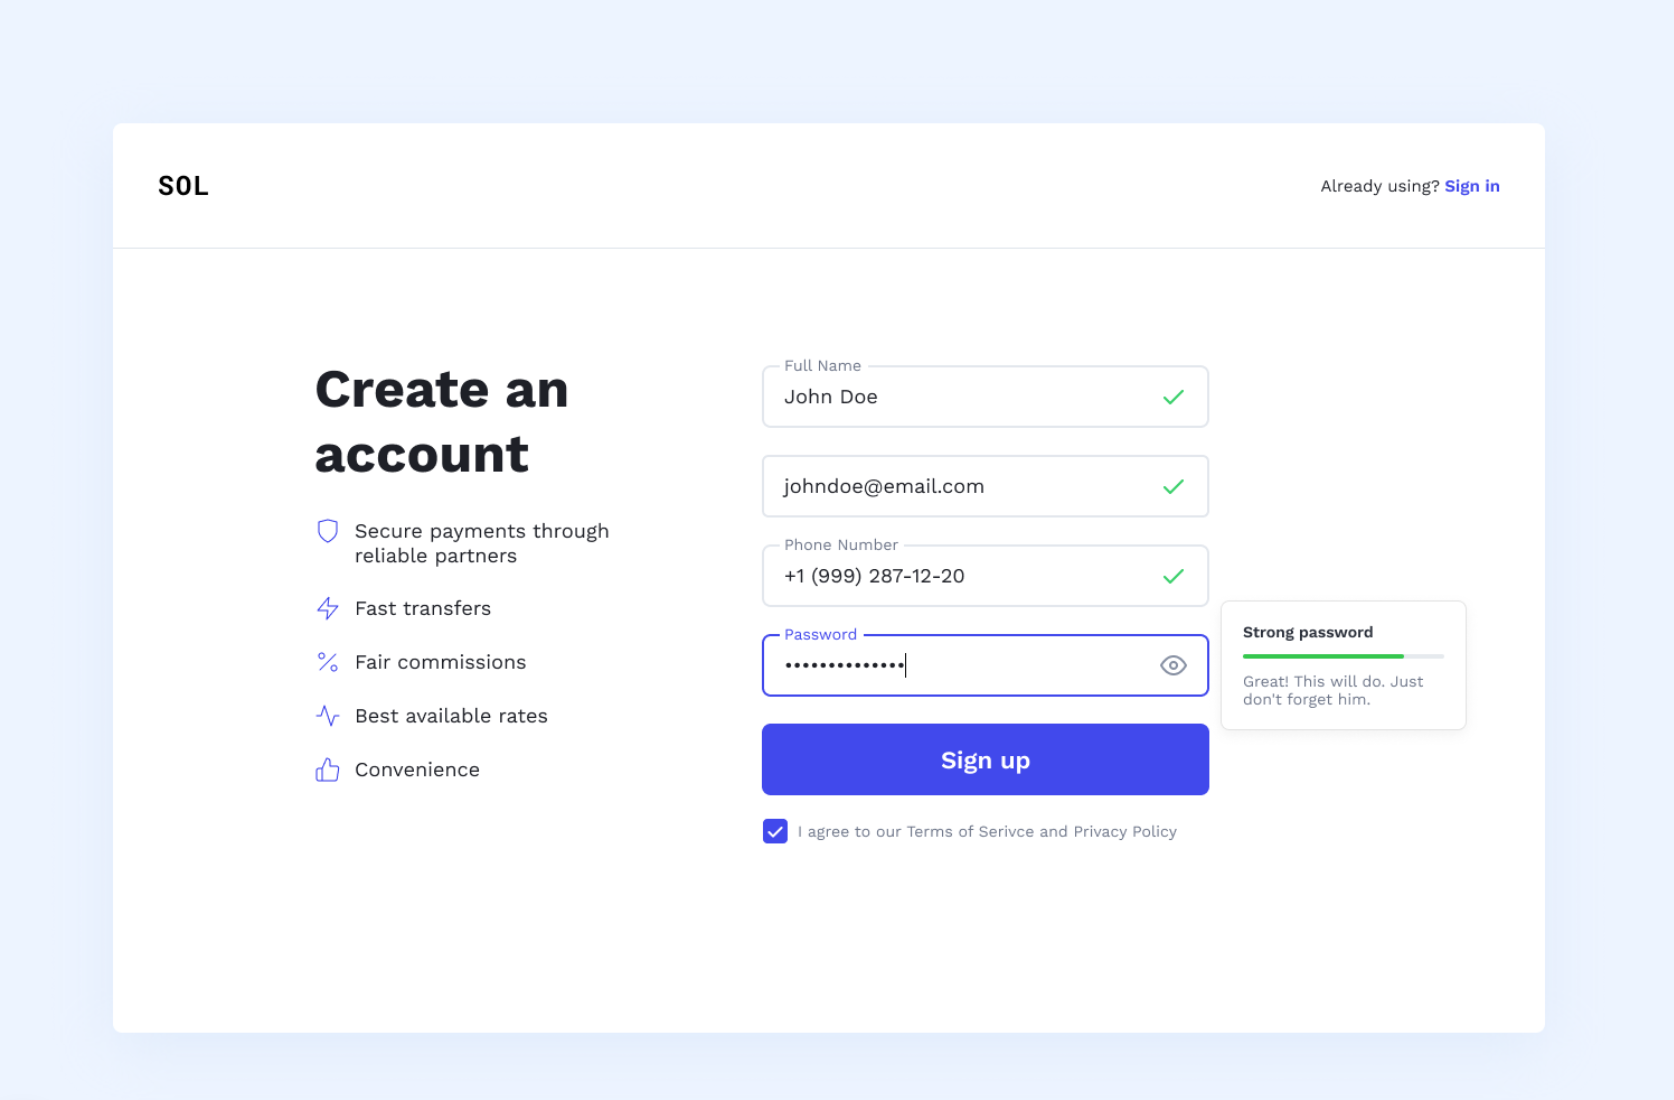 SOL
Already using? Sign in
Create an
account
Secure payments through
reliable partners
Fast transfers
Fair commissions
Best available rates
Convenience
Full Name
John Doe
johndoe@email.com
Phone Number
+1 (999) 287-12-20
Password
••••••••••••••
Strong password
Great! This will do. Just
don't forget him.
Sign up
I agree to our Terms of Serivce and Privacy Policy